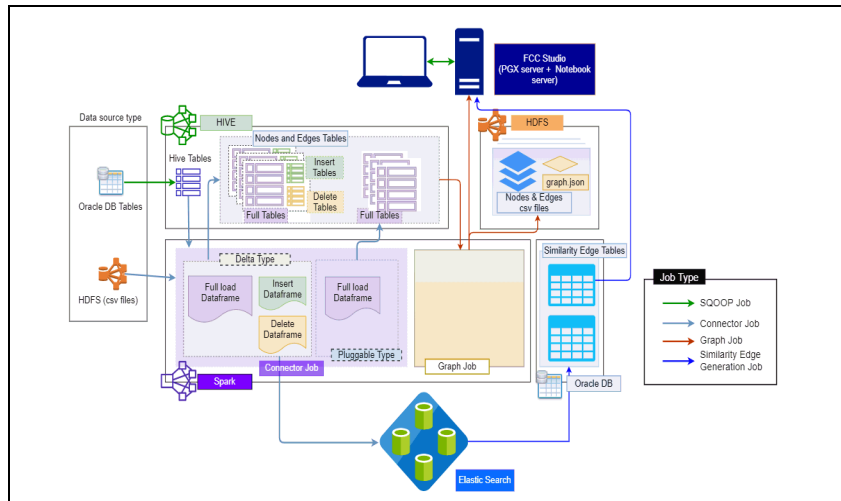 FCC Studio
(PGX server + Notebook
server)
Data source type
HIVE
HDFS
Nodes and Edges Tables
Hive Tables
Insert
Tables
graph.json
Oracle DB Tables
Delete
Tables
Nodes & Edges
csv files
Full Tables
Full Tables
Delta Type
Similarity Edge Tables
Full load
Dataframe
Insert
Dataframe
Full load
Dataframe
HDFS (csv files)
Delete
Dataframe
Pluggable Type
Connector Job
Graph Job
Spark
Oracle DB
Job Type
SQOOP Job
Connector Job
Graph Job
Similarity Edge
Generation Job
Elastic Search